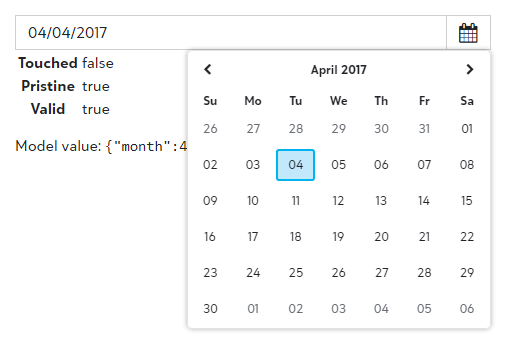 04/04/2017
Touched false
Pristine true
Valid true
Model value: {"month":4
April 2017
Su Mo Tu We Th Fr Sa
26 27 28 29 30 31 01
02 03 04 05 06 07 08
09 10 11 12 13 14 15
16 17 18 19 20 21 22
23 24 25 26 27 28 29
30 01 02 03 04 05 06